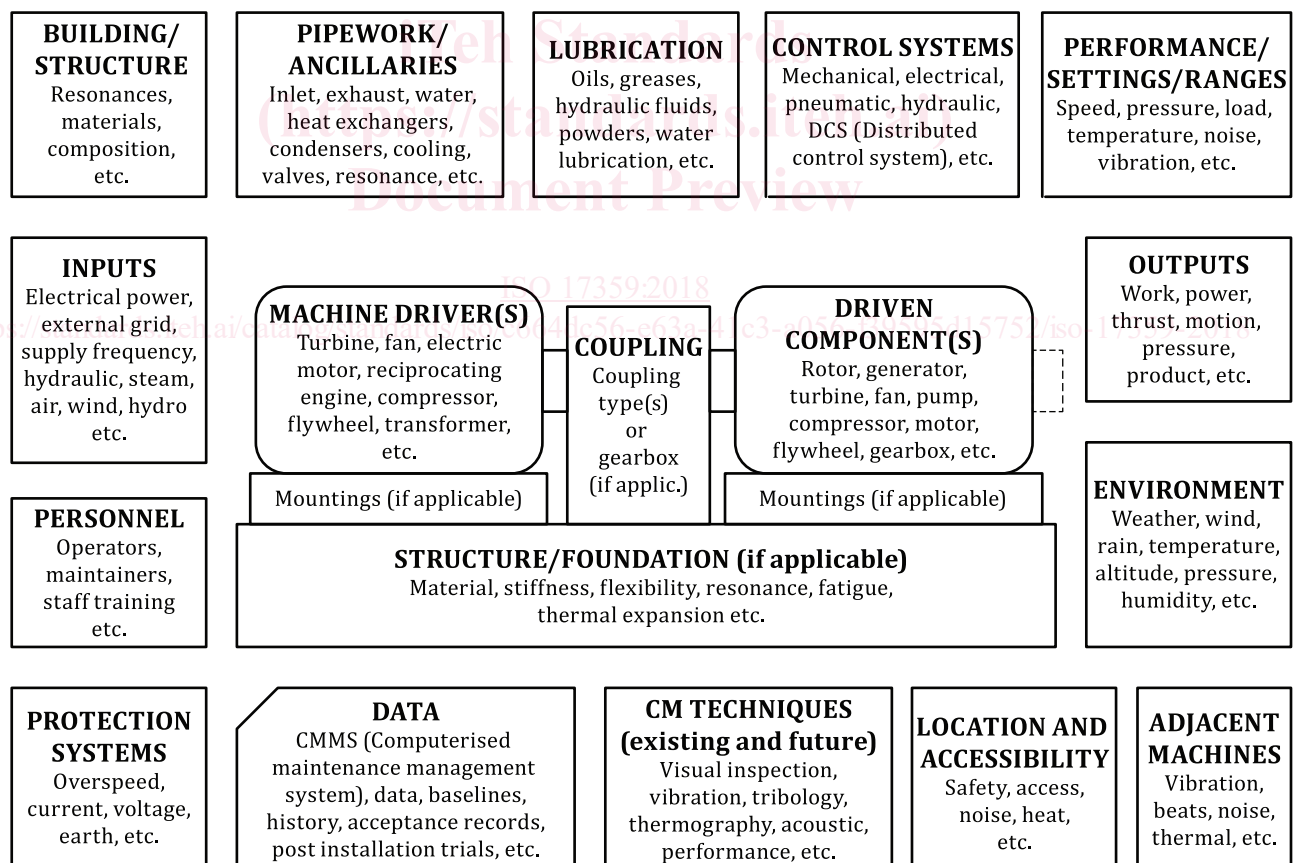 BUILDING/
STRUCTURE
Resonances,
materials,
composition,
etc.
PIPEWORK/
ANCILLARIES
Inlet, exhaust, water,
heat exchangers,
condensers, cooling,
valves, resonance, etc.
LUBRICATION
Oils, greases,
hydraulic fluids,
powders, water
lubrication, etc.
CONTROL SYSTEMS
Mechanical, electrical,
pneumatic, hydraulic,
DCS (Distributed
control system), etc.
PERFORMANCE/
SETTINGS/RANGES
Speed, pressure, load,
temperature, noise,
vibration, etc.
iTeh Standards
(https://standards.iteh.ai)
Document Preview
INPUTS
Electrical power,
external grid,
supply frequency,
hydraulic, steam,
air, wind, hydro
etc.
ISO 17359:2018
MACHINE DRIVER(S)
Turbine, fan, electric
motor, reciprocating
engine, compressor,
flywheel, transformer,
etc.
COUPLING
Coupling
type(s)
or
gearbox
(if applic.)
DRIVEN
COMPONENT(S)
Rotor, generator,
turbine, fan, pump,
compressor, motor,
flywheel, gearbox, etc.
OUTPUTS
Work, power,
thrust, motion,
pressure,
product, etc.
Mountings (if applicable)
Mountings (if applicable)
PERSONNEL
Operators,
maintainers,
staff training
etc.
STRUCTURE/FOUNDATION (if applicable)
Material, stiffness, flexibility, resonance, fatigue,
thermal expansion etc.
ENVIRONMENT
Weather, wind,
rain, temperature,
altitude, pressure,
humidity, etc.
PROTECTION
SYSTEMS
Overspeed,
current, voltage,
earth, etc.
DATA
CMMS (Computerised
maintenance management
system), data, baselines,
history, acceptance records,
post installation trials, etc.
CM TECHNIQUES
(existing and future)
Visual inspection,
vibration, tribology,
thermography, acoustic,
performance, etc.
LOCATION AND
ACCESSIBILITY
Safety, access,
noise, heat,
etc.
ADJACENT
MACHINES
Vibration,
beats, noise,
thermal, etc.